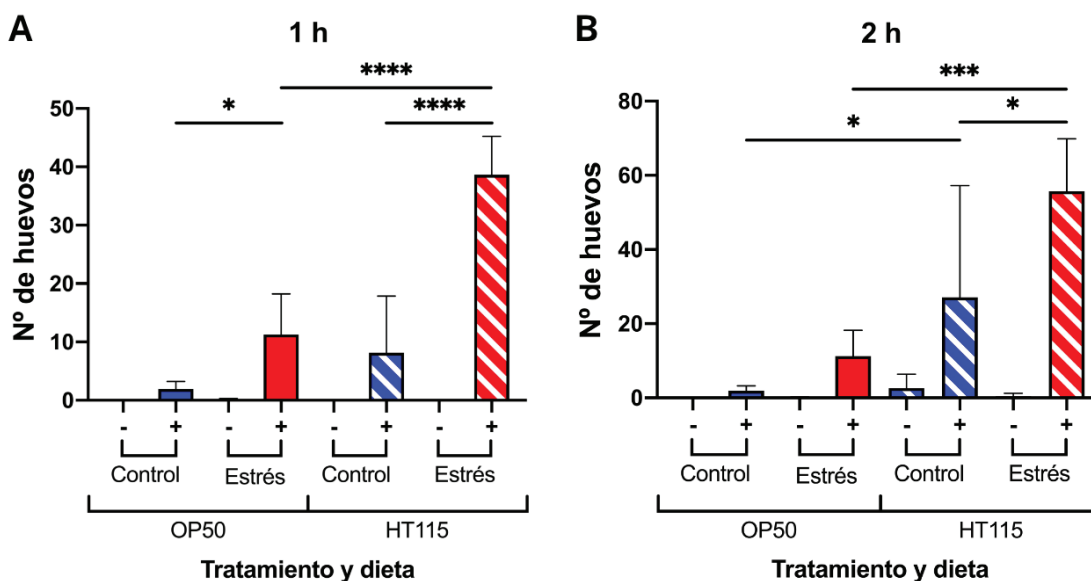 A
1 h
****
*
****
Nº de huevos
50
40
30
20
10
0
- + - + - + - +
Control Estrés Control Estrés
OP50 HT115
Tratamiento y dieta
B
2 h
***
*
*
Nº de huevos
80
60
40
20
0
- + - + - + - +
Control Estrés Control Estrés
OP50 HT115
Tratamiento y dieta